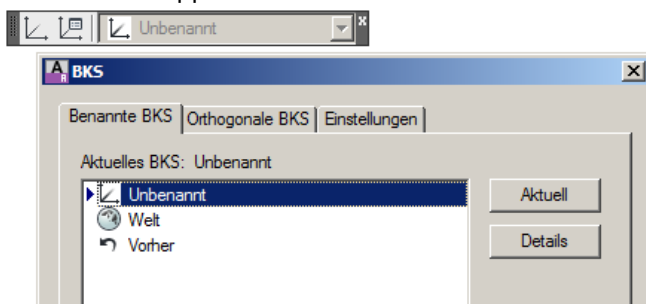 Unbenannt
BKS
Benannte BKS Orthogonale BKS Einstellungen
Aktuelles BKS: Unbenannt
Unbenannt Aktuell
Welt
Vorher Details